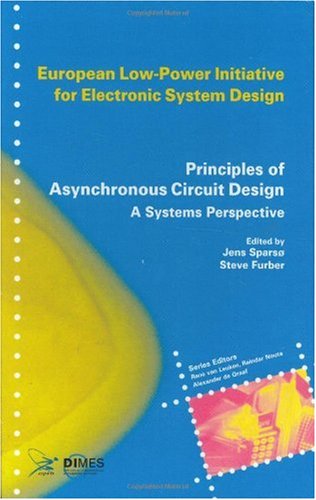 European Low-Power Initiative
for Electronic System Design
Principles of
Asynchronous Circuit Design
A Systems Perspective
Edited by
Jens Sparsø
Steve Furber
Series Editors
René van Leuken, Reinder Nouta
Alexander de Graaf
DIMES